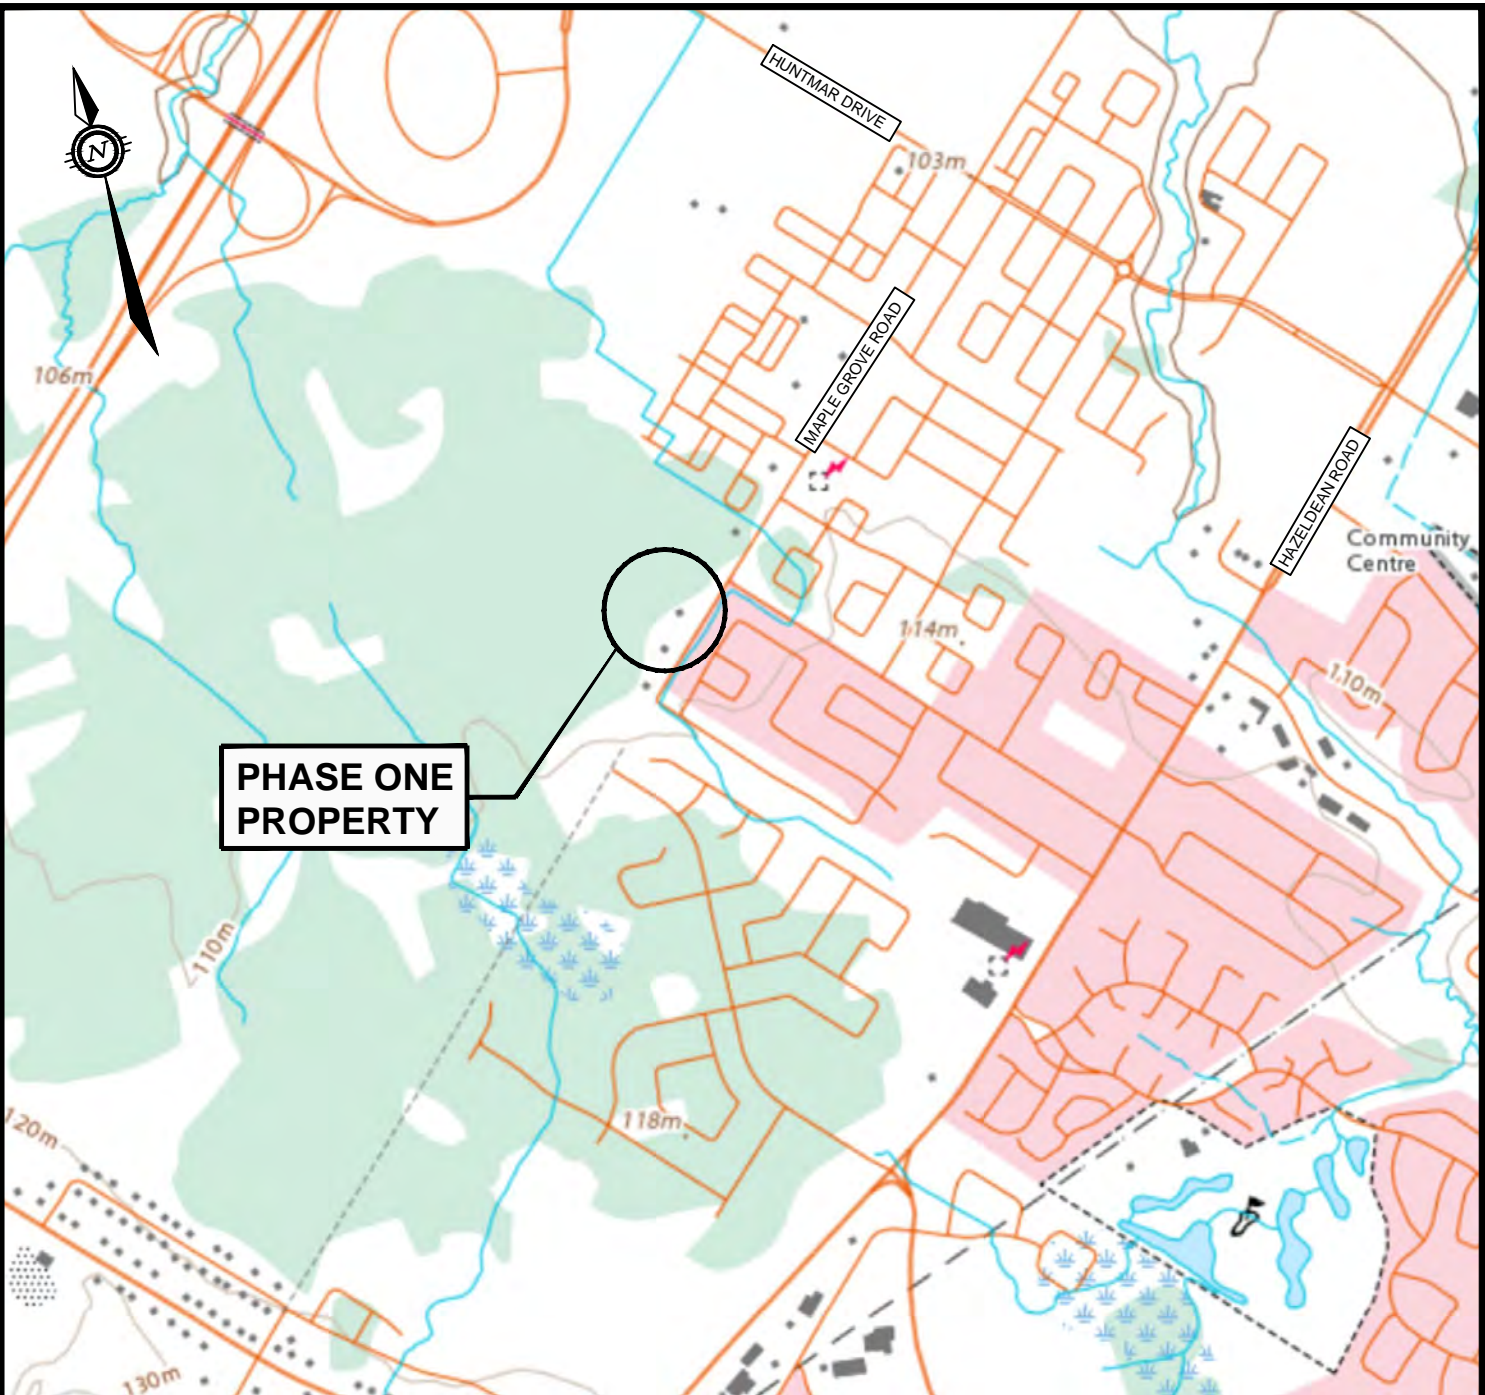 HUNTMAR DRIVE
N
103m
106m
MAPLE GROVE ROAD
HAZELDEAN ROAD
Community
Centre
114m
110m
PHASE ONE
PROPERTY
110m
118m
120m
130m